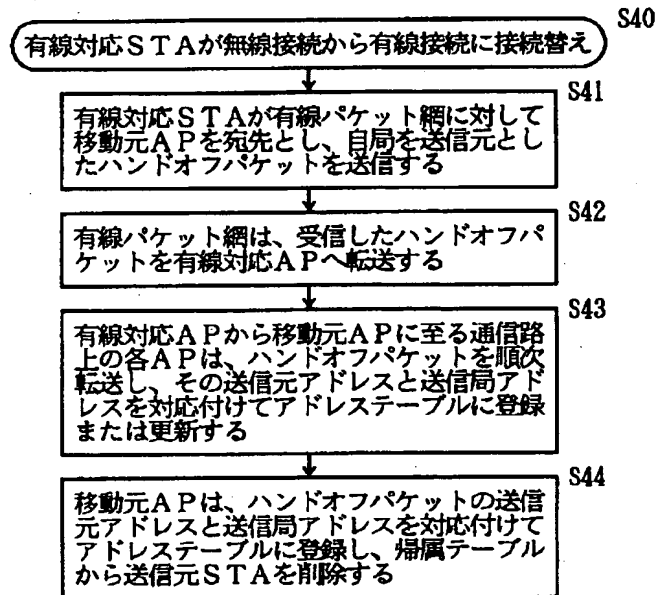 S40
有線対応STAが無線接続から有線接続に接続替え
S41
有線対応STAが有線パケット網に対して
移動元APを宛先とし、自局を送信元とし
たハンドオフパケットを送信する
S42
有線パケット網は、受信したハンドオフパ
ケットを有線対応APへ転送する
S43
有線対応APから移動元APに至る通信路
上の各APは、ハンドオフパケットを順次
転送し、その送信元アドレスと送信局アド
レスを対応付けてアドレステーブルに登録
または更新する
S44
移動元APは、ハンドオフパケットの送信
元アドレスと送信局アドレスを対応付けて
アドレステーブルに登録し、帰属テーブル
から送信元STAを削除する